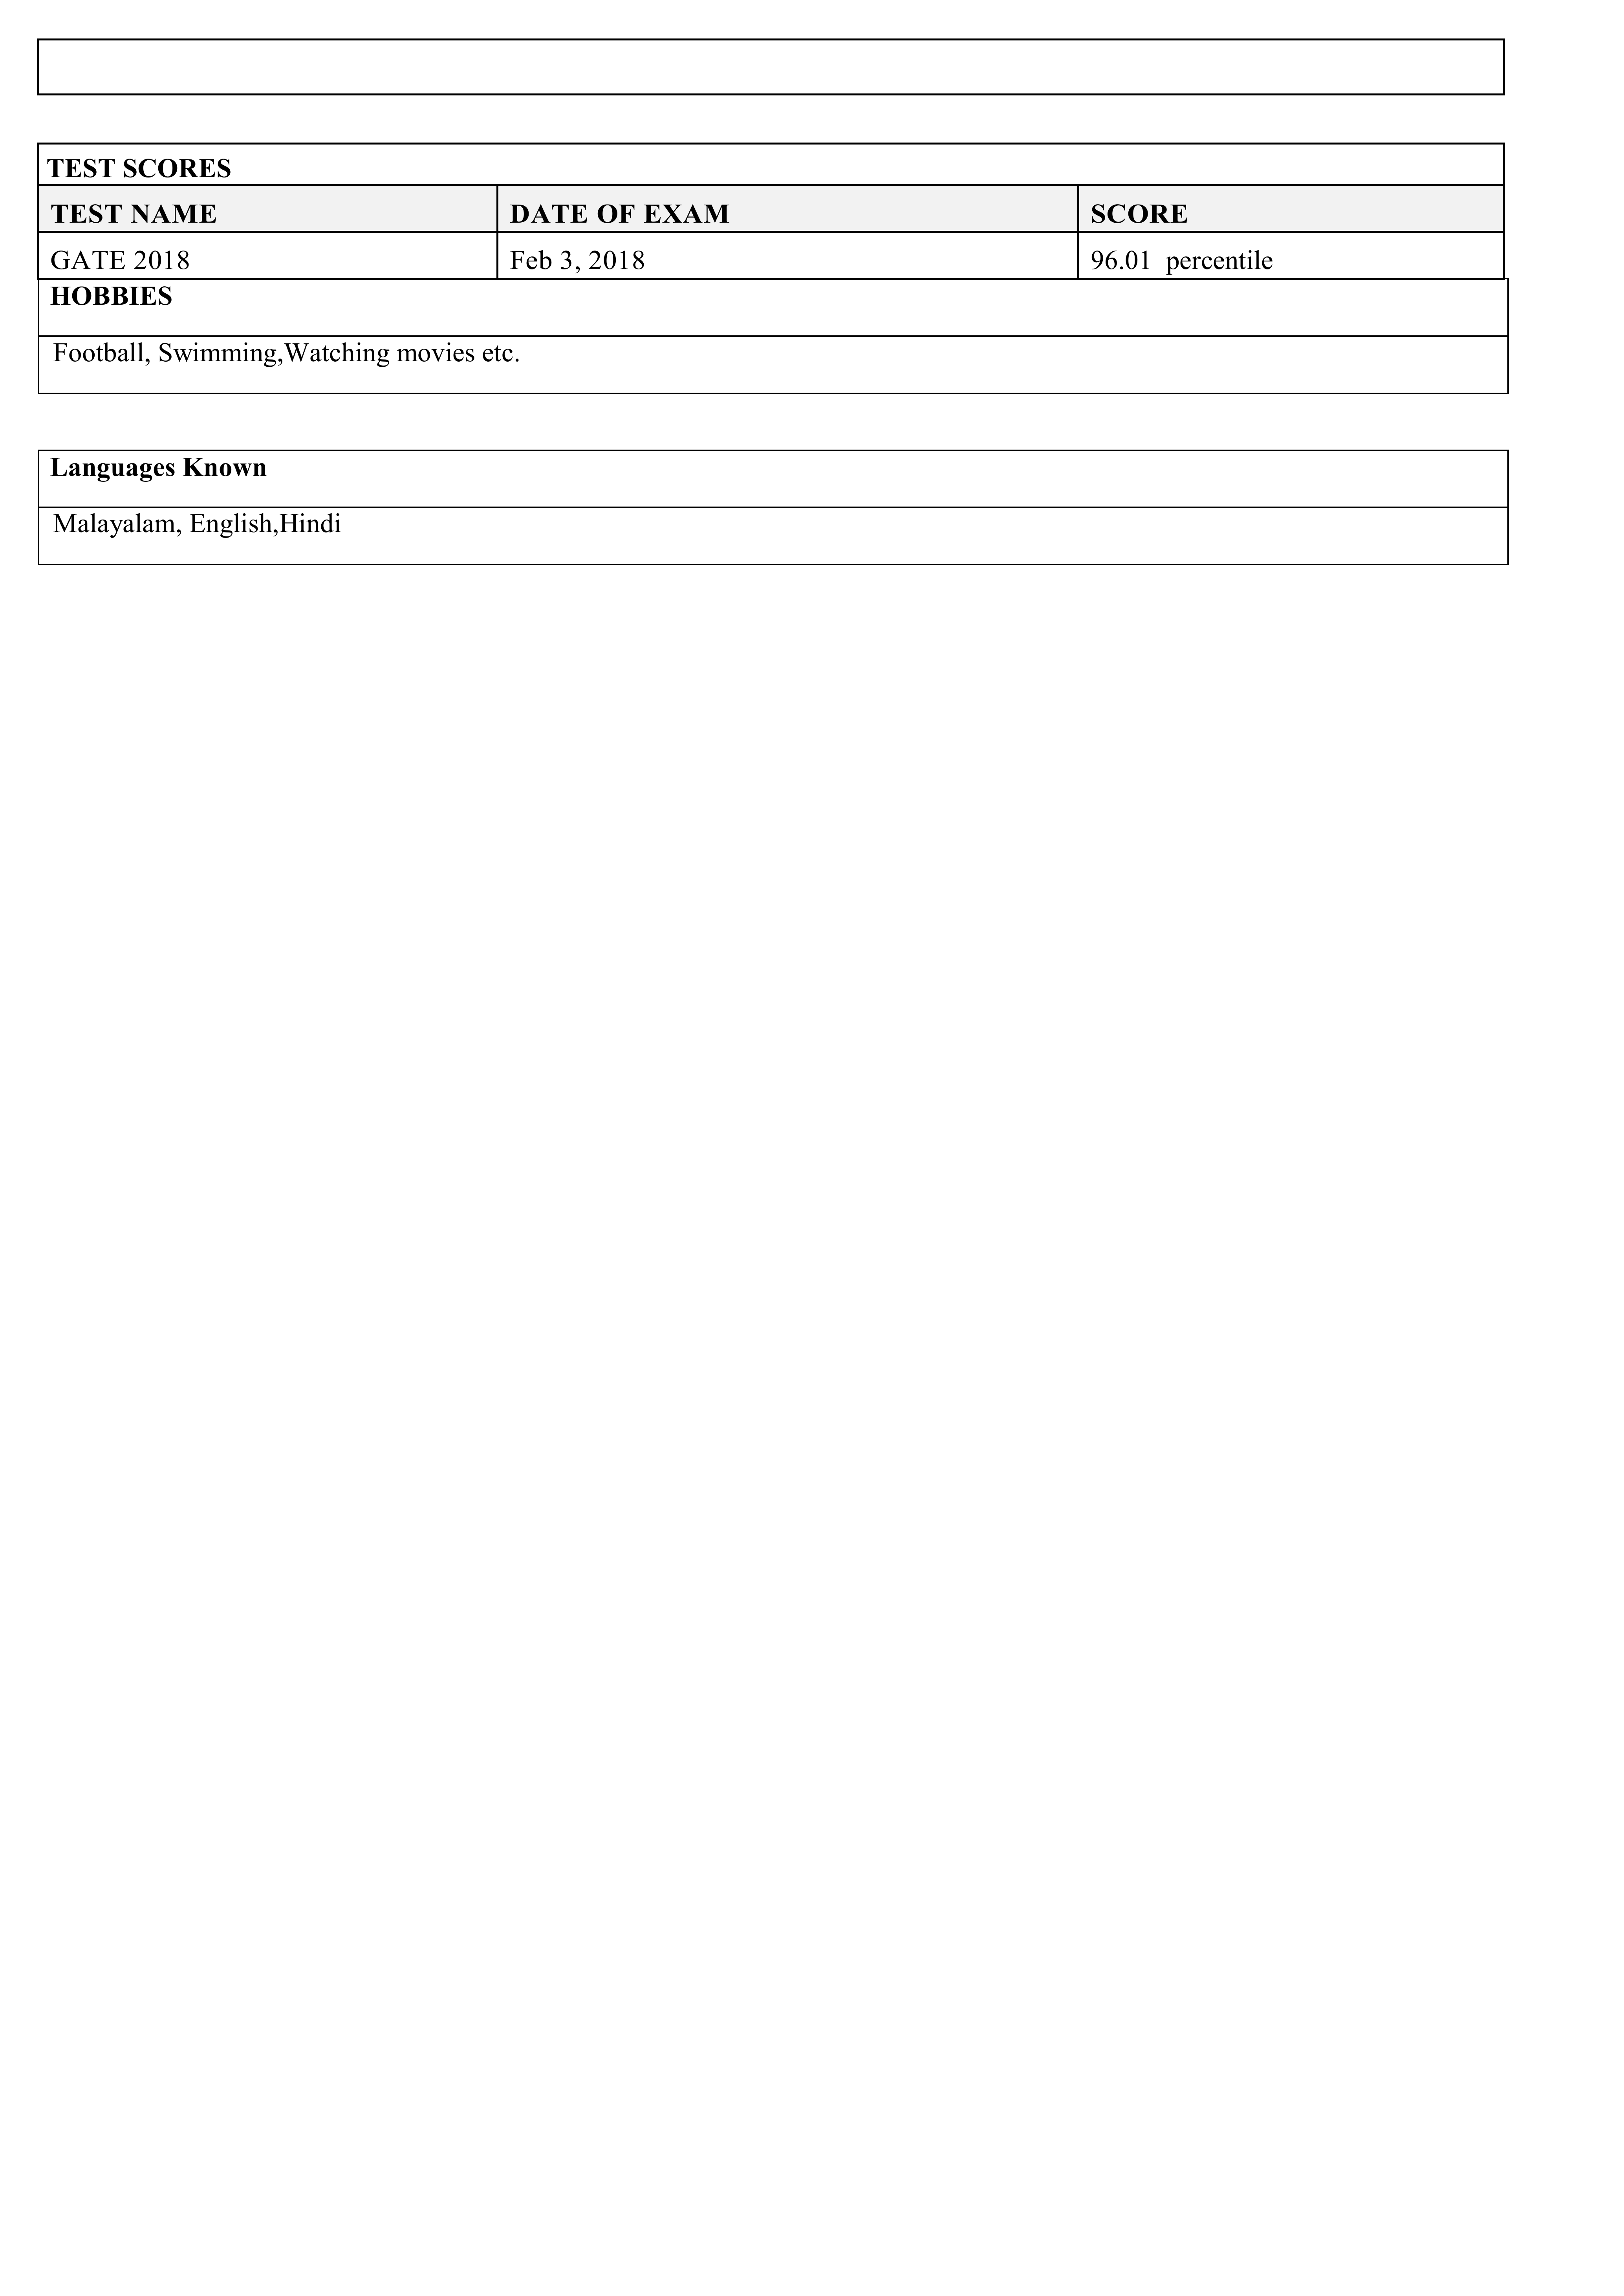 TEST SCORES
TEST NAME DATE OF EXAM SCORE
GATE 2018 Feb 3, 2018 96.01  percentile
HOBBIES
Football, Swimming,Watching movies etc.
Languages Known
Malayalam, English,Hindi